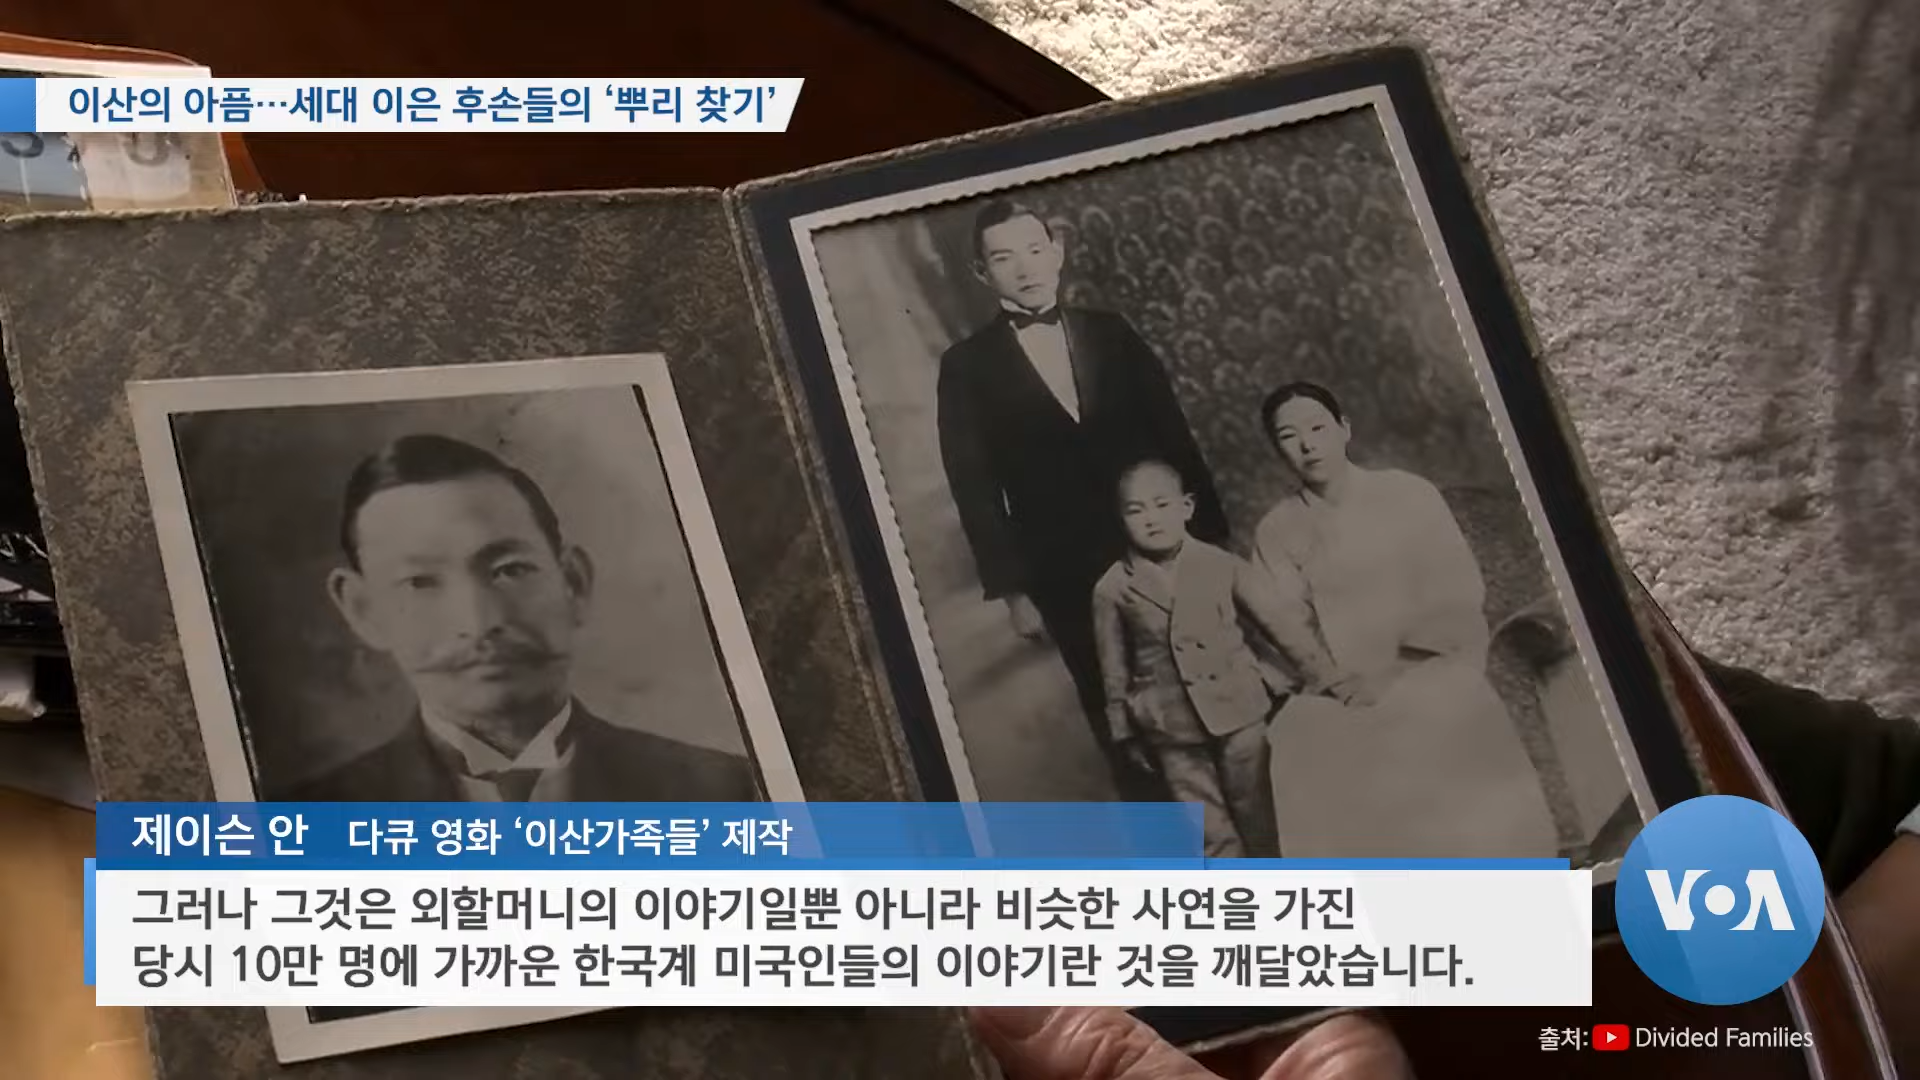 이산의 아픔…세대 이은 후손들의 ‘뿌리 찾기’
제이슨 안 다큐 영화 ‘이산가족들’ 제작
그러나 그것은 외할머니의 이야기일뿐 아니라 비슷한 사연을 가진
당시 10만 명에 가까운 한국계 미국인들의 이야기란 것을 깨달았습니다.
VOA
출처: Divided Families